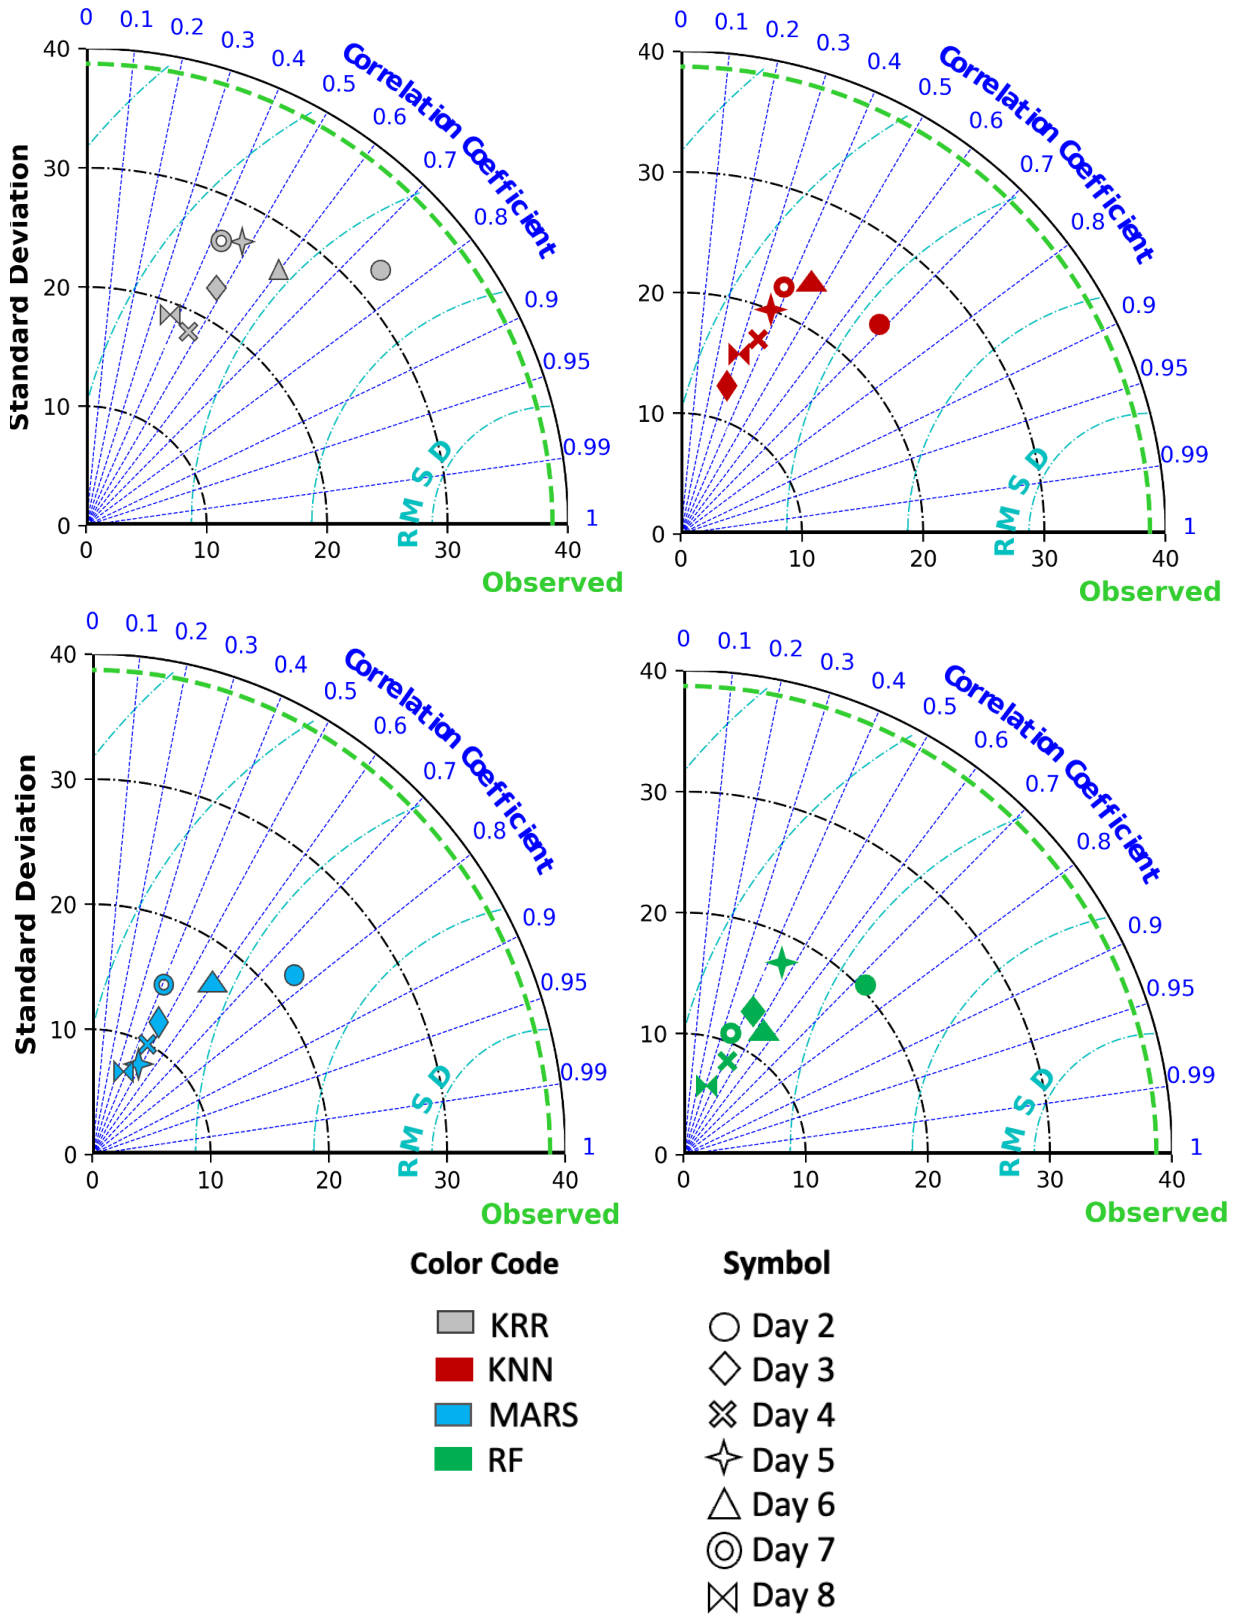 0 0.1 0.2 0.3 0.4 0.5 0.6 0.7 0.8 0.9 0.95 0.99 1
Correlation Coefficient
Standard Deviation
40
30
20
10
0
0 10 20 30 40
RMSD
Observed
0 0.1 0.2 0.3 0.4 0.5 0.6 0.7 0.8 0.9 0.95 0.99 1
Correlation Coefficient
40
30
20
10
0
0 10 20 30 40
RMSD
Observed
0 0.1 0.2 0.3 0.4 0.5 0.6 0.7 0.8 0.9 0.95 0.99 1
Correlation Coefficient
Standard Deviation
40
30
20
10
0
0 10 20 30 40
RMSD
Observed
0 0.1 0.2 0.3 0.4 0.5 0.6 0.7 0.8 0.9 0.95 0.99 1
Correlation Coefficient
40
30
20
10
0
0 10 20 30 40
RMSD
Observed
Color Code
KRR
KNN
MARS
RF
Symbol
Day 2
Day 3
Day 4
Day 5
Day 6
Day 7
Day 8